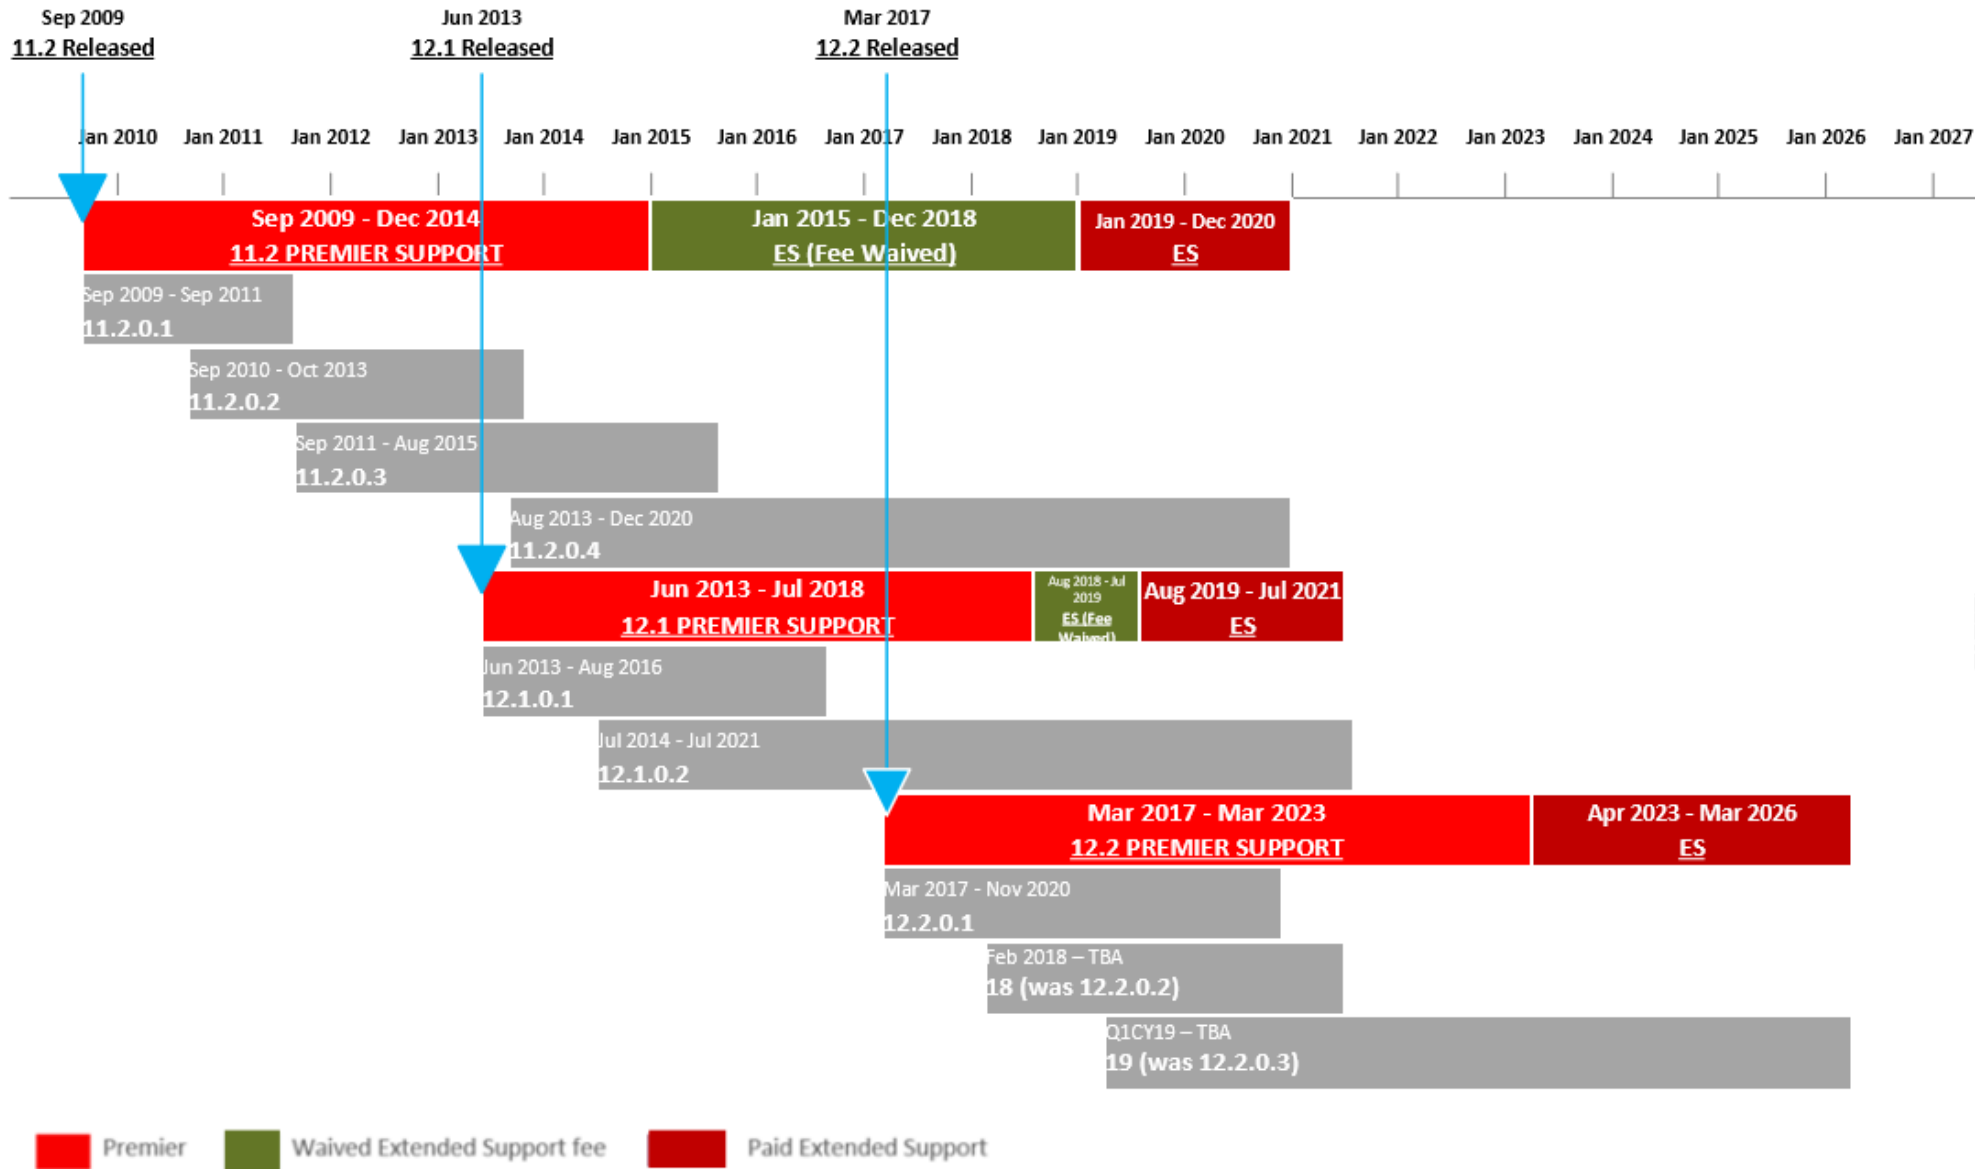 Sep 2009
11.2 Released
Jun 2013
12.1 Released
Mar 2017
12.2 Released
Jan 2010 Jan 2011 Jan 2012 Jan 2013 Jan 2014 Jan 2015 Jan 2016 Jan 2017 Jan 2018 Jan 2019 Jan 2020 Jan 2021 Jan 2022 Jan 2023 Jan 2024 Jan 2025 Jan 2026 Jan 2027
Sep 2009 - Dec 2014
11.2 PREMIER SUPPORT
Jan 2015 - Dec 2018
ES (Fee Waived)
Jan 2019 - Dec 2020
ES
Sep 2009 - Sep 2011
11.2.0.1
Sep 2010 - Oct 2013
11.2.0.2
Sep 2011 - Aug 2015
11.2.0.3
Aug 2013 - Dec 2020
11.2.0.4
Jun 2013 - Jul 2018
12.1 PREMIER SUPPORT
Aug 2018 - Jul
2019
ES (Fee
Waived)
Aug 2019 - Jul 2021
ES
Jun 2013 - Aug 2016
12.1.0.1
Jul 2014 - Jul 2021
12.1.0.2
Mar 2017 - Mar 2023
12.2 PREMIER SUPPORT
Apr 2023 - Mar 2026
ES
Mar 2017 - Nov 2020
12.2.0.1
Feb 2018 – TBA
18 (was 12.2.0.2)
Q1CY19 – TBA
19 (was 12.2.0.3)
Premier
Waived Extended Support fee
Paid Extended Support